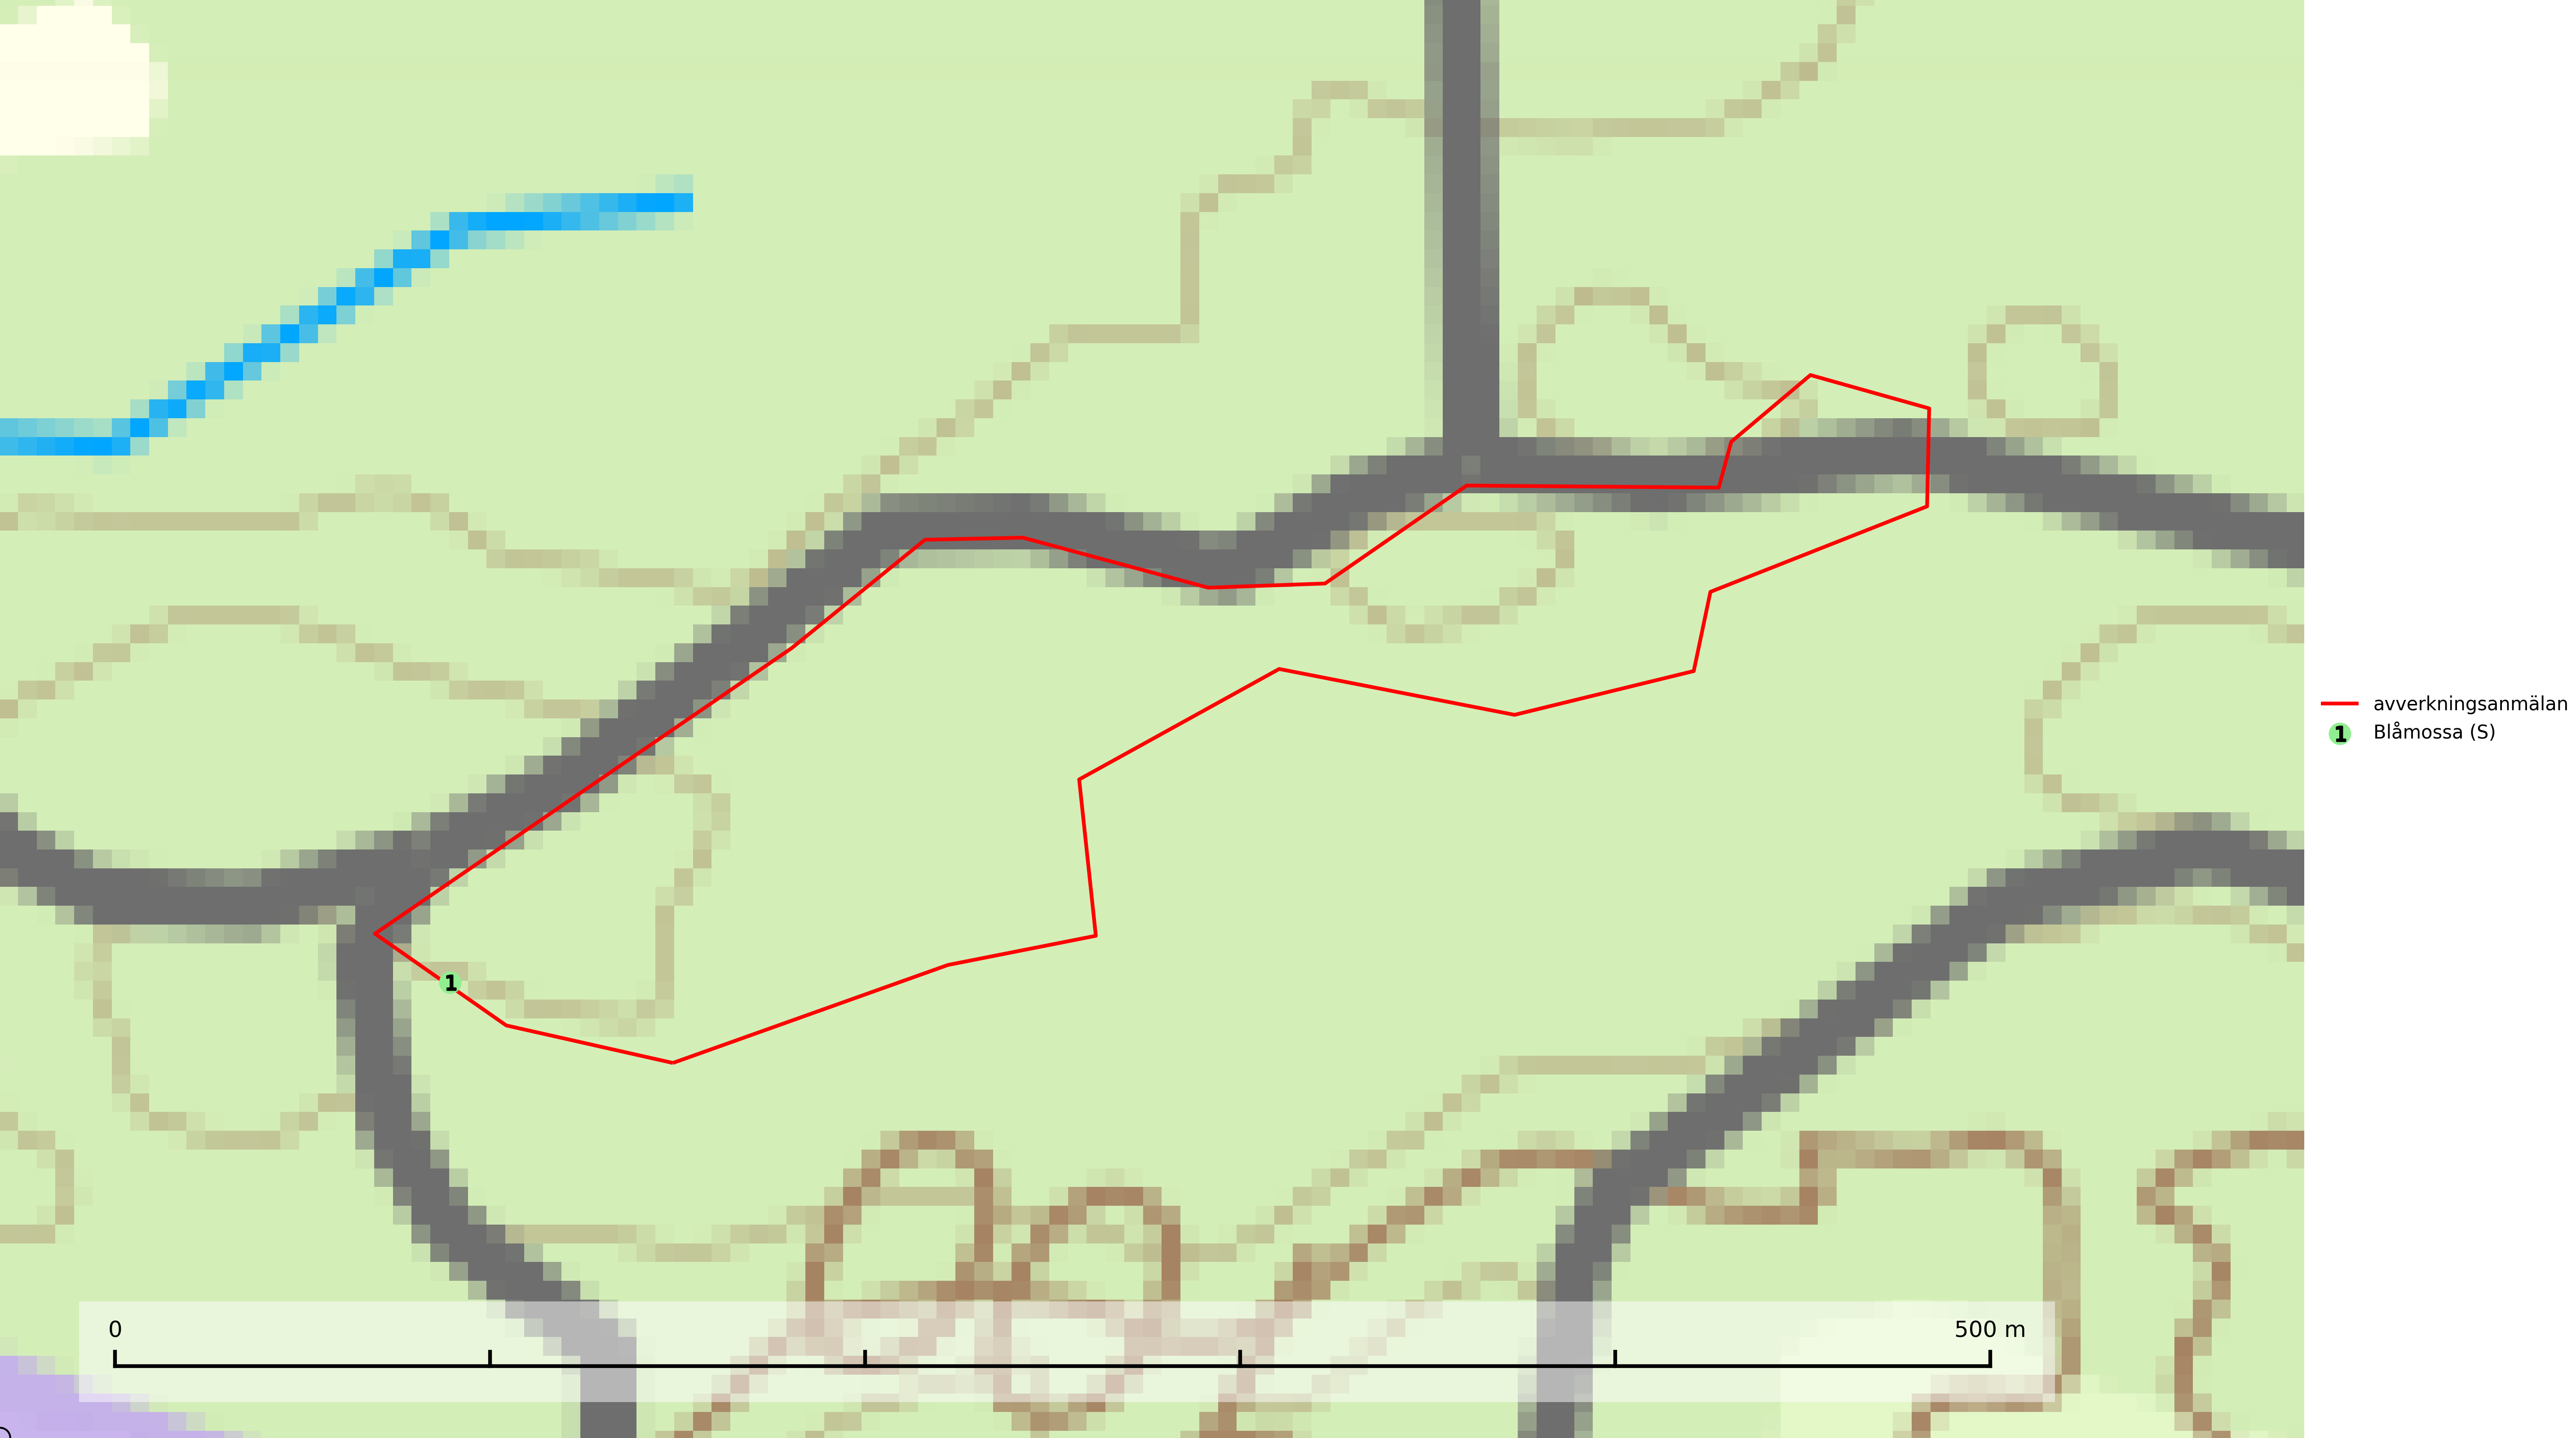 avverkningsanmälan
1 Blåmossa (S)
1
0 500 m